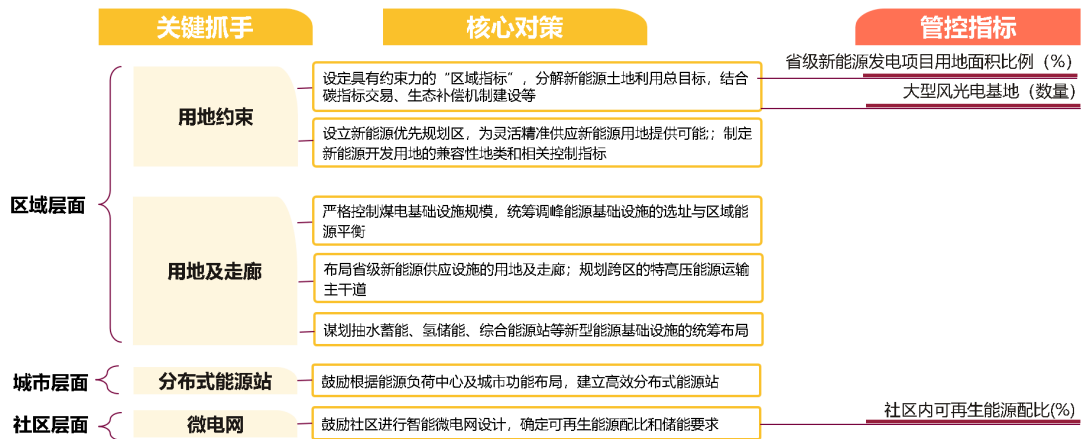 关键抓手
核心对策
管控指标
区域层面
用地约束
设定具有约束力的“区域指标”，分解新能源土地利用总目标，结合
碳指标交易、生态补偿机制建设等
省级新能源发电项目用地面积比例（%）
大型风光电基地（数量）
设立新能源优先规划区，为灵活精准供应新能源用地提供可能;；制定
新能源开发用地的兼容性地类和相关控制指标
用地及走廊
严格控制煤电基础设施规模，统筹调峰能源基础设施的选址与区域能
源平衡
布局省级新能源供应设施的用地及走廊；规划跨区的特高压能源运输
主干道
谋划抽水蓄能、氢储能、综合能源站等新型能源基础设施的统筹布局
城市层面
分布式能源站
鼓励根据能源负荷中心及城市功能布局，建立高效分布式能源站
社区层面
微电网
鼓励社区进行智能微电网设计，确定可再生能源配比和储能要求
社区内可再生能源配比(%)